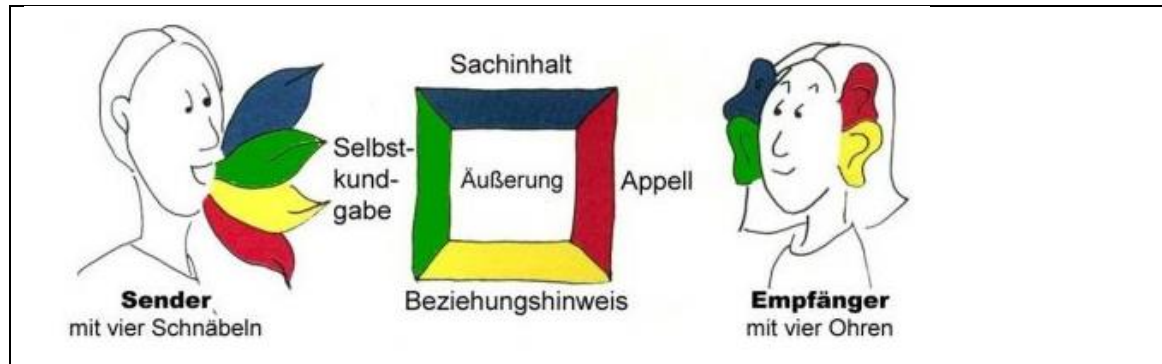 Sachinhalt
Selbst-
kund-
gabe
Äußerung
Appell
Beziehungshinweis
Sender
mit vier Schnäbeln
Empfänger
mit vier Ohren